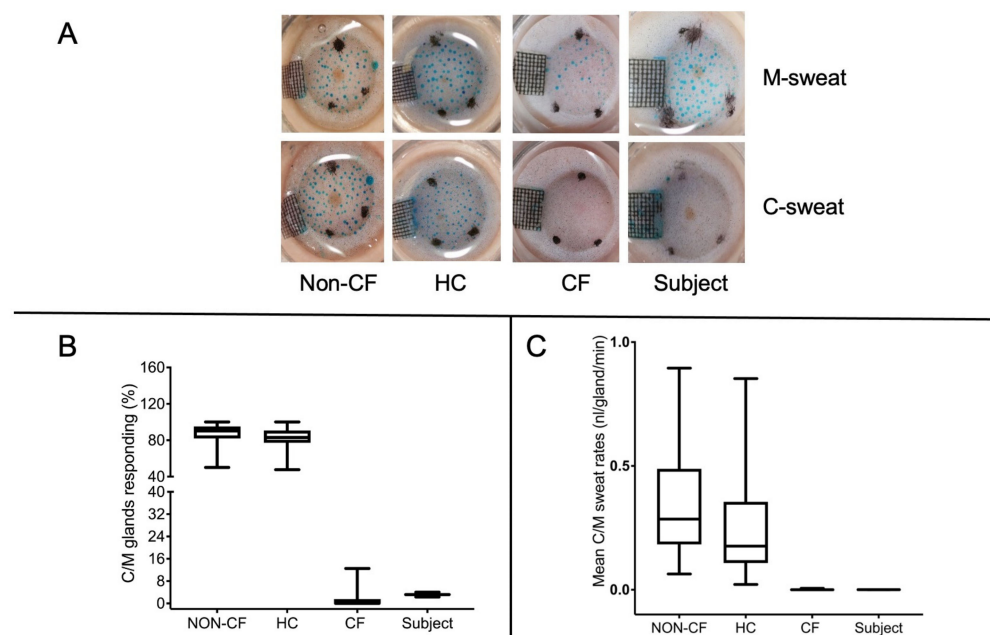 A
M-sweat
C-sweat
Non-CF HC CF Subject
B
C/M glands responding (%)
160
120
80
40
40
32
24
16
8
0
NON-CF HC CF Subject
C
Mean C/M sweat rates (nl/gland/min)
1.0
0.5
0.0
NON-CF HC CF Subject